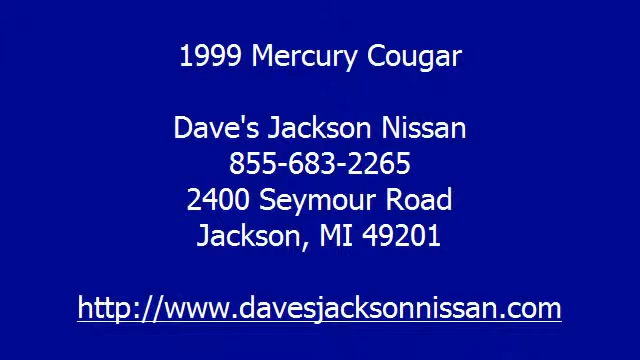 1999 Mercury Cougar
Dave's Jackson Nissan
855-683-2265
2400 Seymour Road
Jackson, MI 49201
http://www.davesjacksonnissan.com